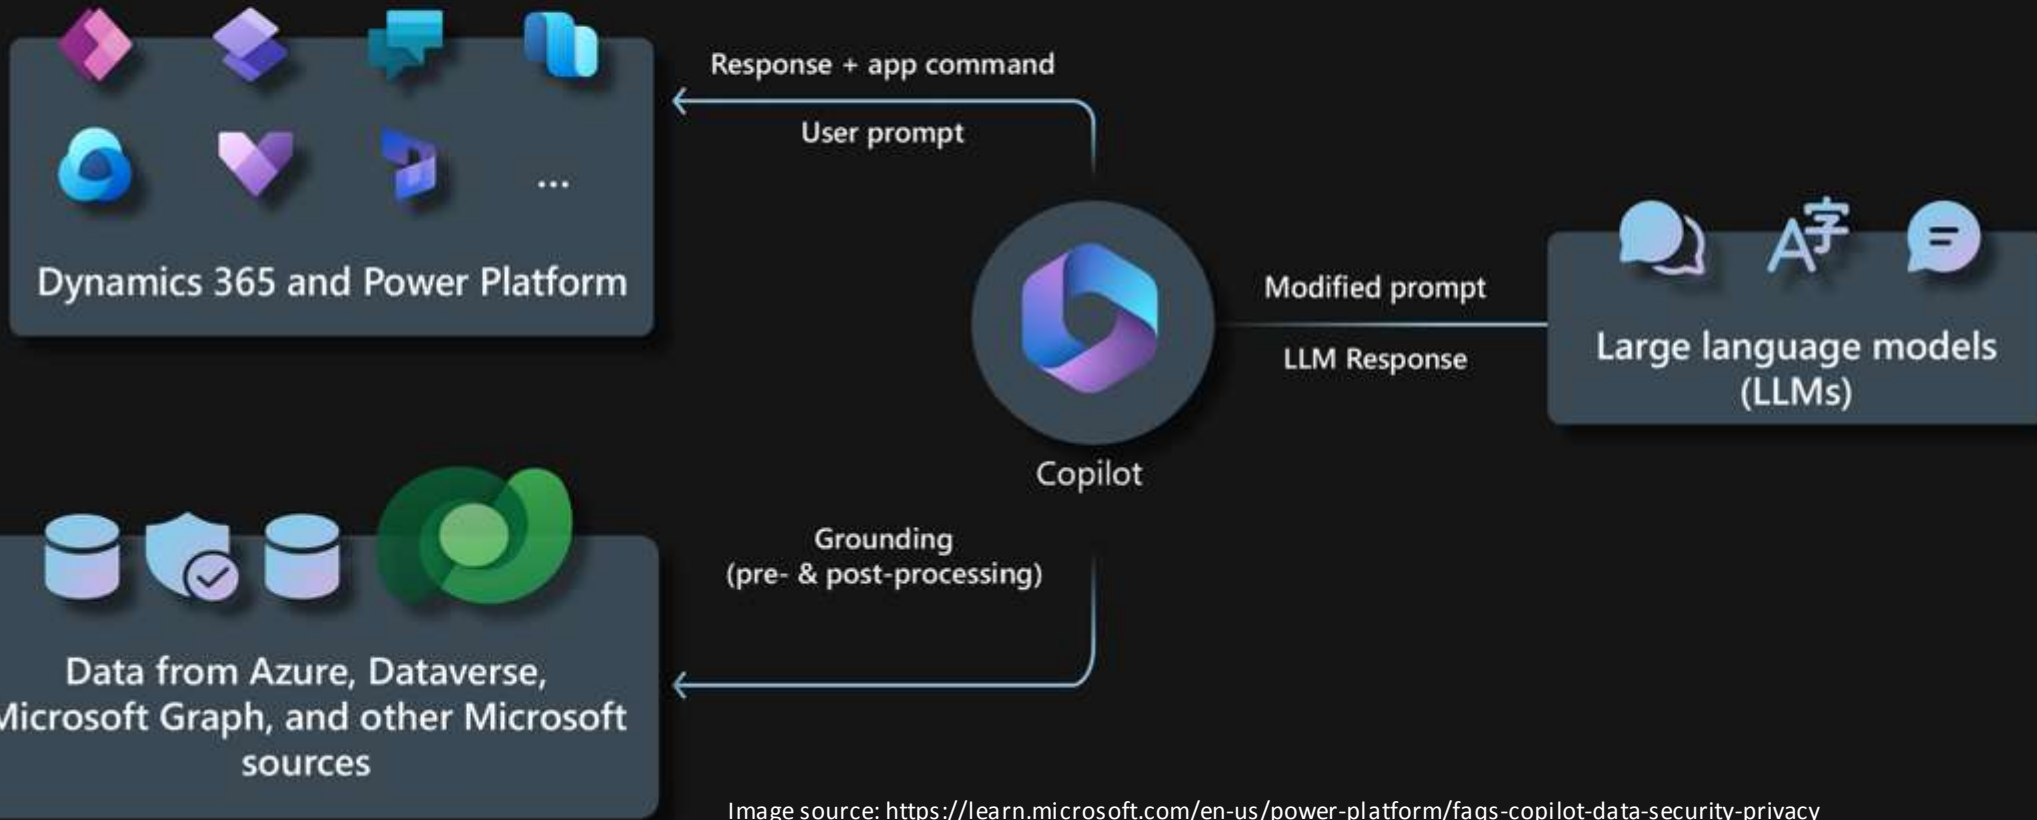 Response + app command
User prompt
Dynamics 365 and Power Platform
...
A字
Modified prompt
LLM Response
Large language models
(LLMs)
Copilot
Grounding
(pre- & post-processing)
Data from Azure, Dataverse,
Microsoft Graph, and other Microsoft
sources
Image source: https://learn.microsoft.com/en-us/power-platform/faqs-copilot-data-security-privacy